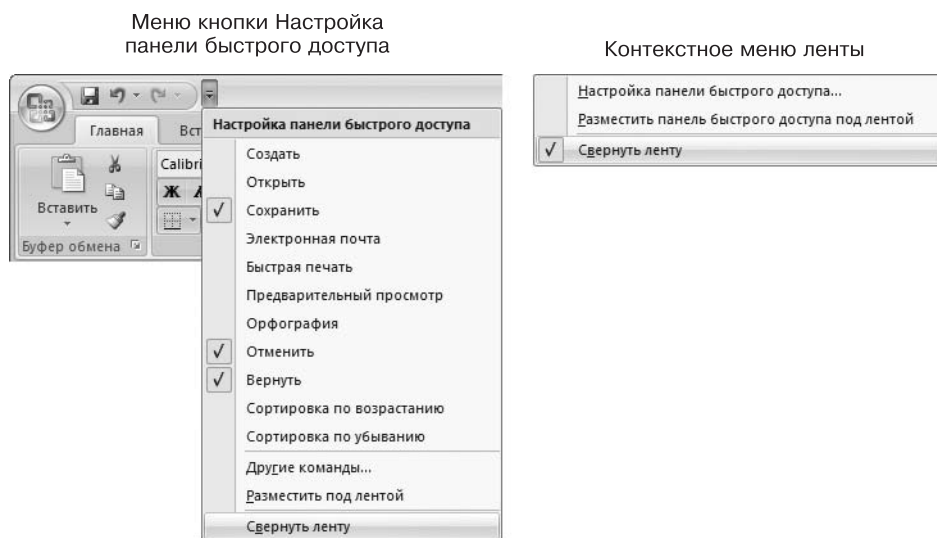 Меню кнопки Настройка
панели быстрого доступа
Контекстное меню ленты
Главная Вст
Вставить
Буфер обмена
Calibri
Ж
Настройка панели быстрого доступа
Создать
Открыть
Сохранить
Электронная почта
Быстрая печать
Предварительный просмотр
Орфография
Отменить
Вернуть
Сортировка по возрастанию
Сортировка по убыванию
Другие команды...
Разместить под лентой
Свернуть ленту
Настройка панели быстрого доступа...
Разместить панель быстрого доступа под лентой
Свернуть ленту